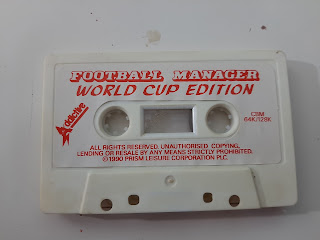 FOOTBALL MANAGER
WORLD CUP EDITION
Addictive
CBM
64K/128K
ALL RIGHTS RESERVED. UNAUTHORISED COPYING,
LENDING OR RESALE BY ANY MEANS STRICTLY PROHIBITED.
©1990 PRISM LEISURE CORPORATION PLC.